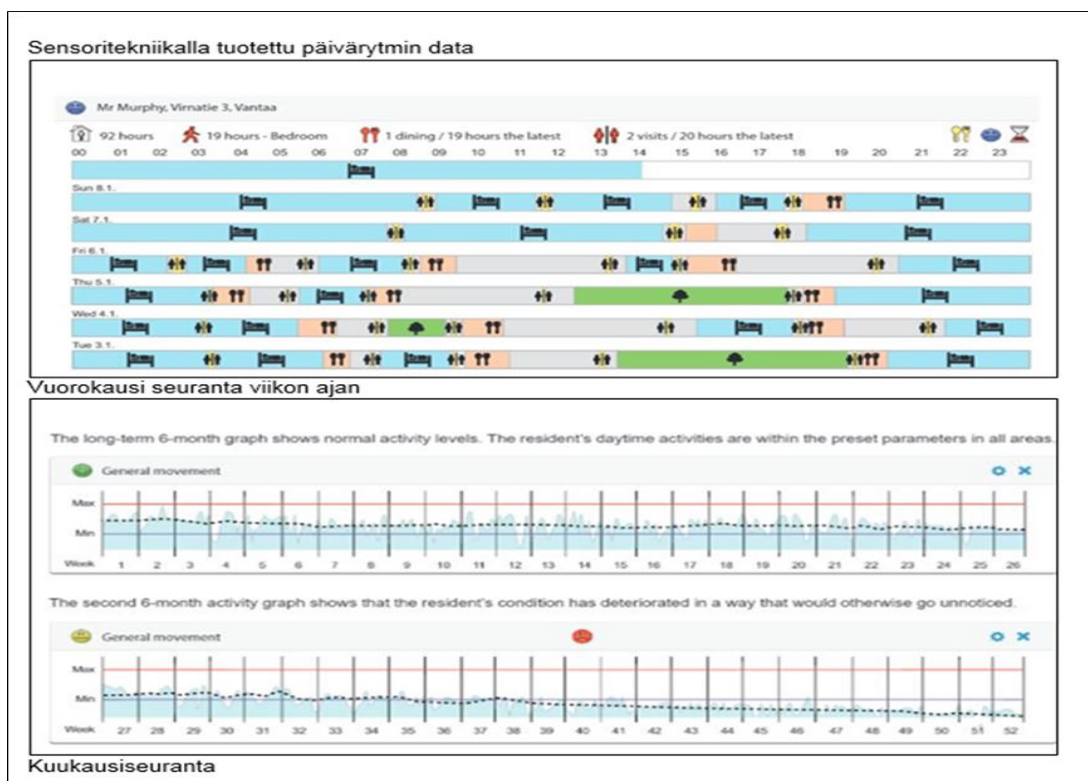 Sensoritekniikalla tuotettu päivärytmin data
Mr Murphy, Virnatie 3, Vantaa
92 hours 19 hours - Bedroom 1 dining / 19 hours the latest 2 visits / 20 hours the latest
00 01 02 03 04 05 06 07 08 09 10 11 12 13 14 15 16 17 18 19 20 21 22 23
Sun 8.1.
Sat 7.1.
Fri 6.1.
Thu 5.1.
Wed 4.1.
Tue 3.1.
Vuorokausi seuranta viikon ajan
The long-term 6-month graph shows normal activity levels. The resident's daytime activities are within the preset parameters in all areas.
General movement
Max
Min
Week 1 2 3 4 5 6 7 8 9 10 11 12 13 14 15 16 17 18 19 20 21 22 23 24 25 26
The second 6-month activity graph shows that the resident's condition has deteriorated in a way that would otherwise go unnoticed.
General movement
Max
Min
Week 27 28 29 30 31 32 33 34 35 36 37 38 39 40 41 42 43 44 45 46 47 48 49 50 51 52
Kuukausiseuranta